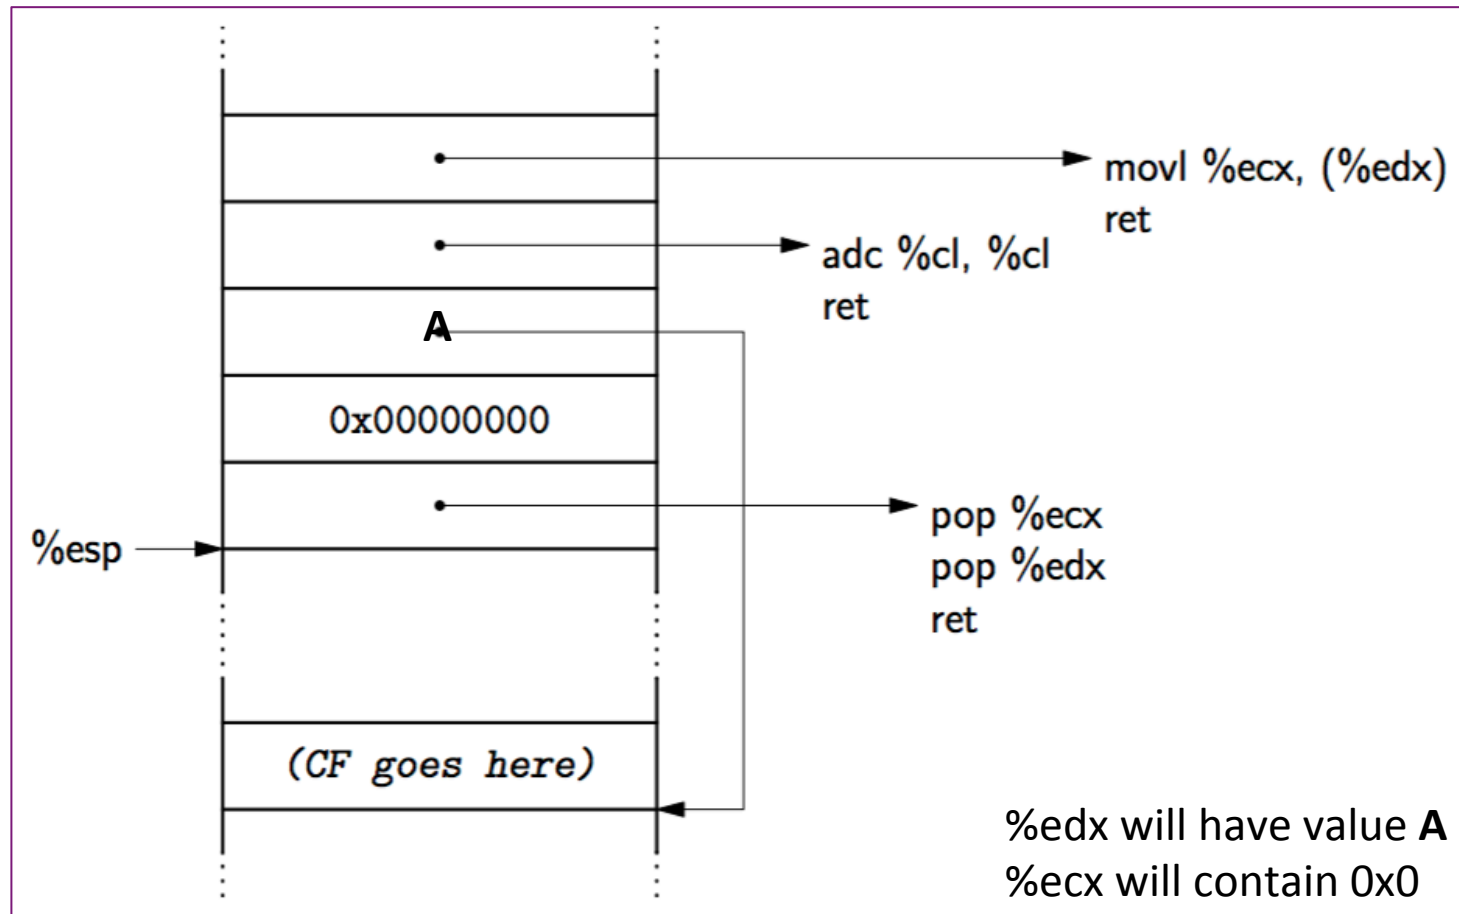 movl %ecx, (%edx)
ret
adc %cl, %cl
ret
A
0x00000000
pop %ecx
%esp
pop %edx
ret
(CF goes here)
%edx will have value A
%ecx will contain 0x0